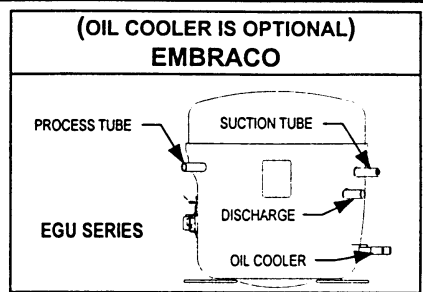 (OIL COOLER IS OPTIONAL)
EMBRACO
PROCESS TUBE
SUCTION TUBE
DISCHARGE
EGU SERIES
OIL COOLER